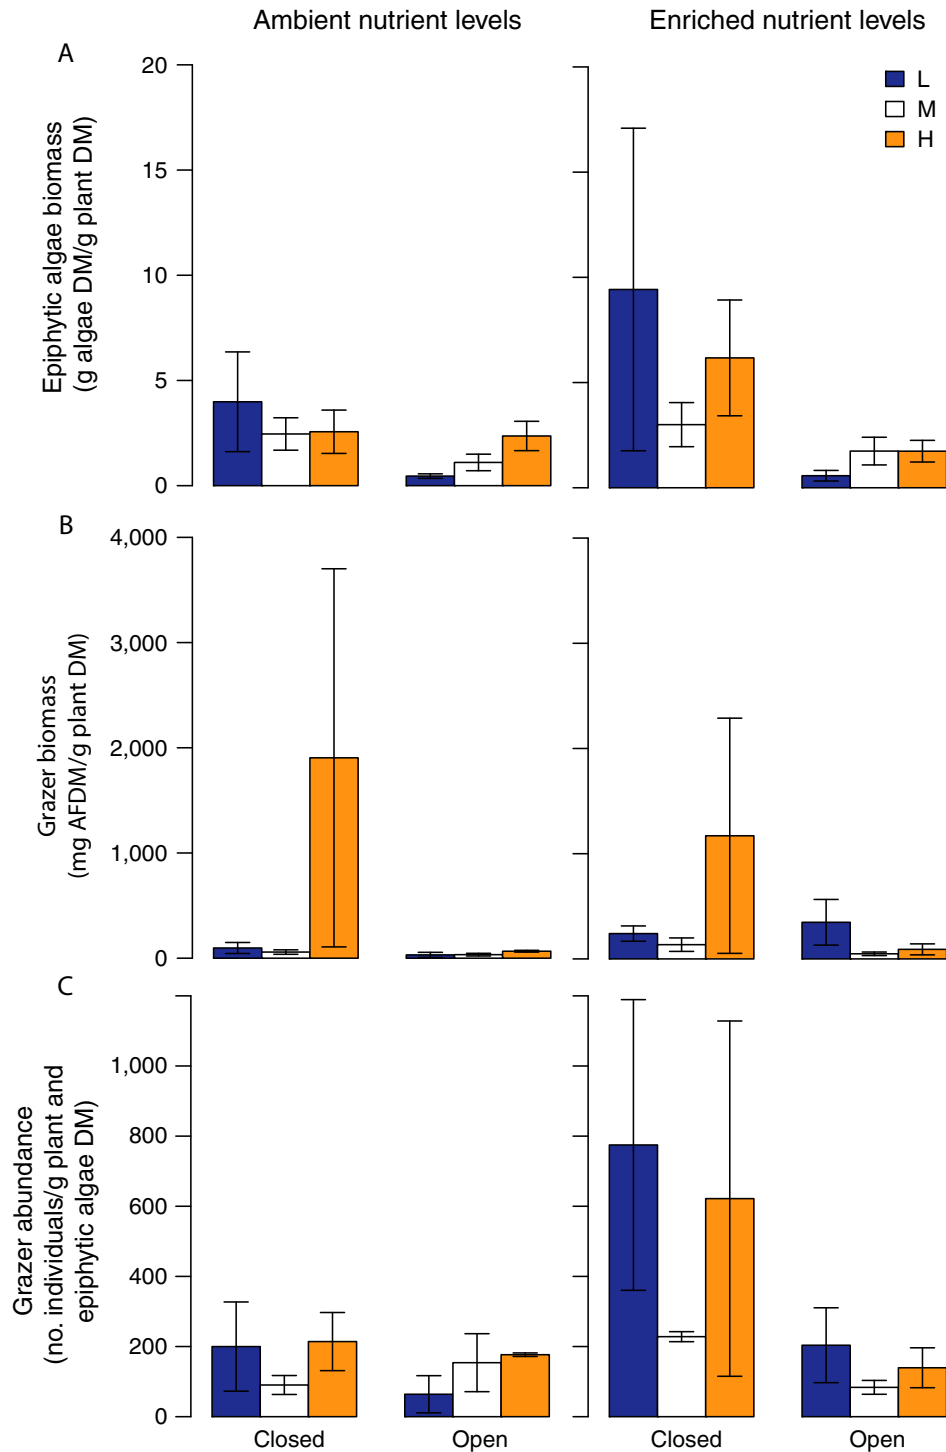 Ambient nutrient levels
Enriched nutrient levels
A
Epiphytic algae biomass
(g algae DM/g plant DM)
20
15
10
5
0
L
M
H
B
Grazer biomass
(mg AFDM/g plant DM)
4,000
3,000
2,000
1,000
0
C
Grazer abundance
(no. individuals/g plant and
epiphytic algae DM)
1,000
800
600
400
200
0
Closed
Open
Closed
Open